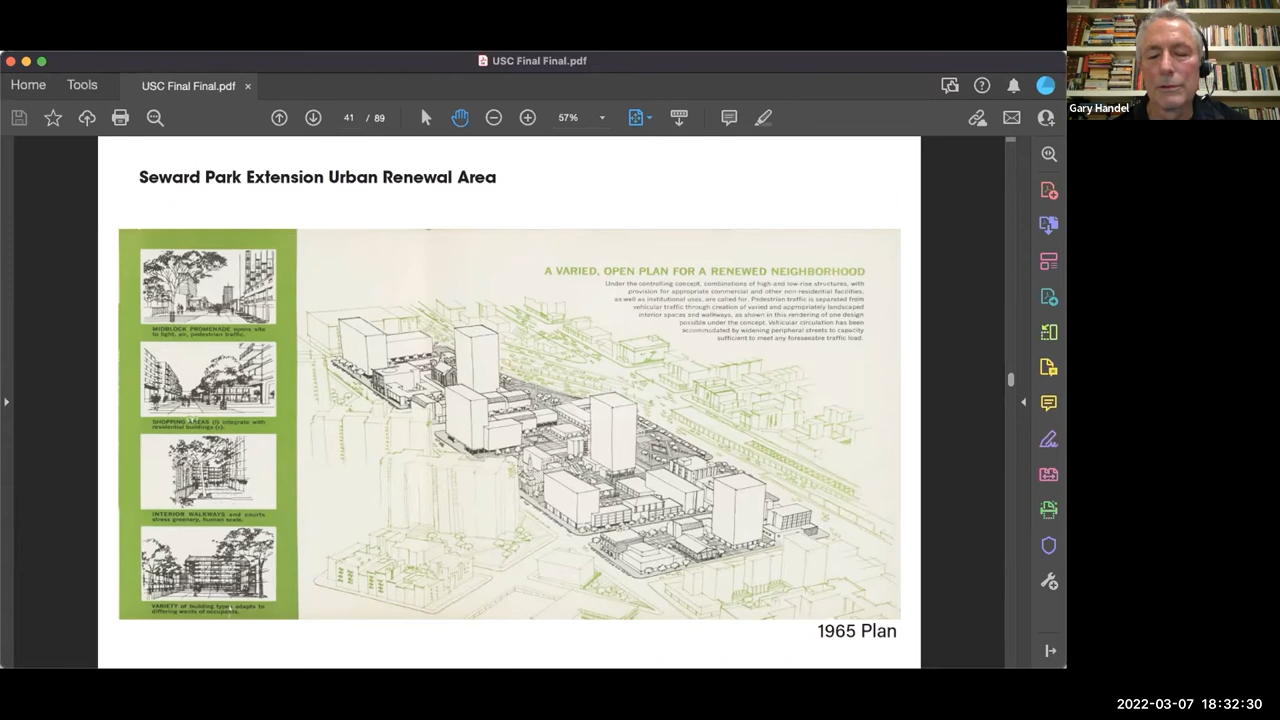 USC Final Final.pdf
Home
Tools
USC Final Final.pdf ×
41 89
57%
Gary Handel
Seward Park Extension Urban Renewal Area
A VARIED, OPEN PLAN FOR A RENEWED NEIGHBORHOOD
Under the controlling concept, combinations of high-and low-rise structures, with
provision for appropriate commercial and other non-residential facilities,
as well as institutional uses, are called for. Pedestrian traffic is separated from
vehicular traffic through creation of varied and appropriately landscaped
interior spaces and walkways, as shown in this rendering of one design
possible under the concept. Vehicular circulation has been
accommodated by widening peripheral streets to capacity
sufficient to meet any foreseeable traffic load.
MIDBLOCK PROMENADE opens site
to light, air, pedestrian traffic.
SHOPPING AREAS (l) integrate with
residential buildings (r).
INTERIOR WALKWAYS and courts
stress greenery, human scale.
VARIETY of building types adapts to
differing wants of occupants.
1965 Plan
2022-03-07 18:32:30